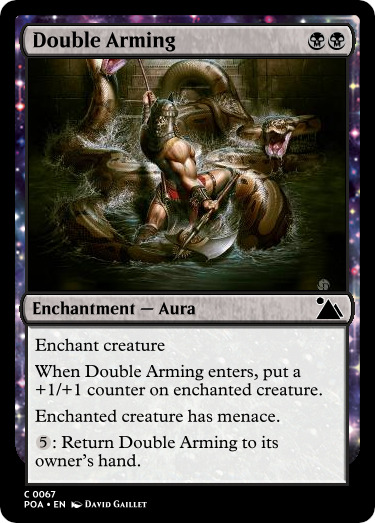 Double Arming
Enchantment — Aura
Enchant creature
When Double Arming enters, put a
+1/+1 counter on enchanted creature.
Enchanted creature has menace.
5: Return Double Arming to its
owner's hand.
C 0067
POA • EN DAVID GAILLET